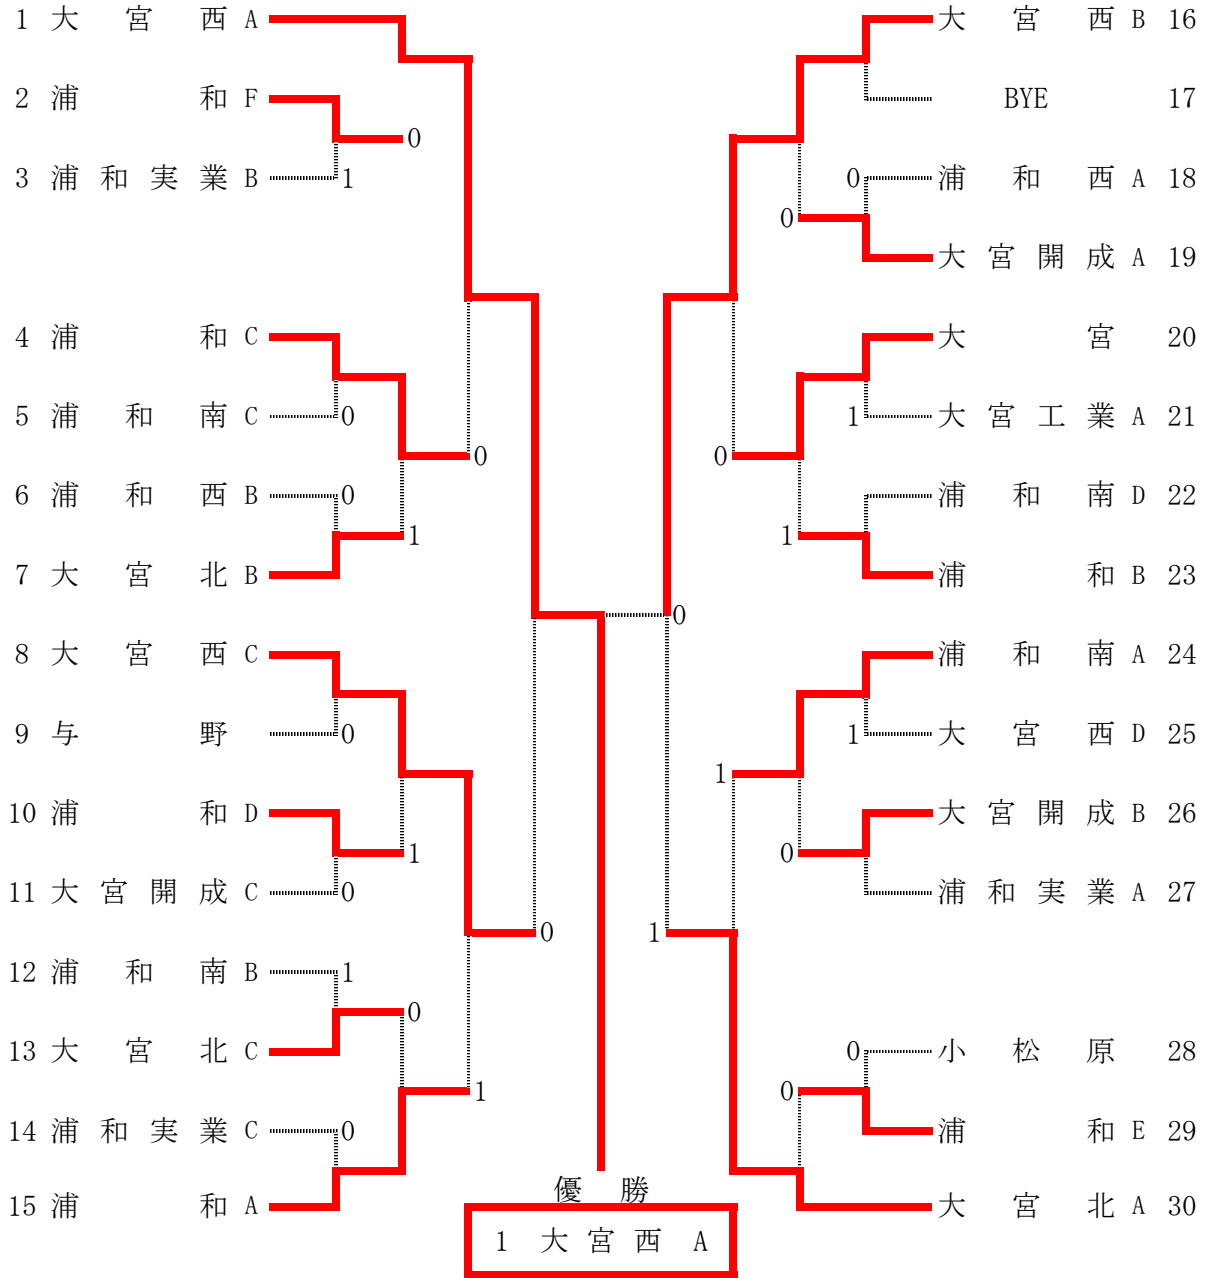 1 大宮西 A
2 浦和 F
0
3 浦和実業 B 1
4 浦和 C
5 浦和南 C 0
0
6 浦和西 B 0
1
7 大宮北 B
8 大宮西 C
9 与野 0
10 浦和 D
1
11 大宮開成 C 0
0
12 浦和南 B 1
0
13 大宮北 C
1
14 浦和実業 C 0
15 浦和 A
大宮西 B 16
BYE 17
0 浦和西 A 18
0
大宮開成 A 19
大宮 20
1 大宮工業 A 21
0
浦和南 D 22
1
浦和 B 23
0
浦和南 A 24
1 大宮西 D 25
1
大宮開成 B 26
0
浦和実業 A 27
1
0 小松原 28
0
浦和 E 29
大宮北 A 30
優勝
1 大宮西 A